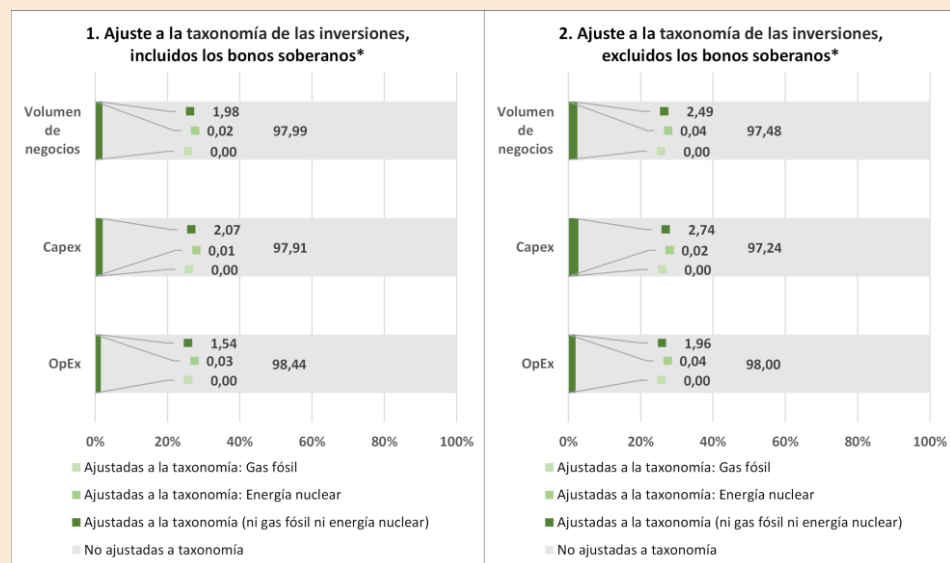 1. Ajuste a la taxonomía de las inversiones,
incluidos los bonos soberanos*
Volumen
de
negocios
1,98
0,02
0,00
97,99
Capex
2,07
0,01
0,00
97,91
OpEx
1,54
0,03
0,00
98,44
0% 20% 40% 60% 80% 100%
Ajustadas a la taxonomía: Gas fósil
Ajustadas a la taxonomía: Energía nuclear
Ajustadas a la taxonomía (ni gas fósil ni energía nuclear)
No ajustadas a taxonomía
2. Ajuste a la taxonomía de las inversiones,
excluidos los bonos soberanos*
Volumen
de
negocios
2,49
0,04
0,00
97,48
Capex
2,74
0,02
0,00
97,24
OpEx
1,96
0,04
0,00
98,00
0% 20% 40% 60% 80% 100%
Ajustadas a la taxonomía: Gas fósil
Ajustadas a la taxonomía: Energía nuclear
Ajustadas a la taxonomía (ni gas fósil ni energía nuclear)
No ajustadas a taxonomía